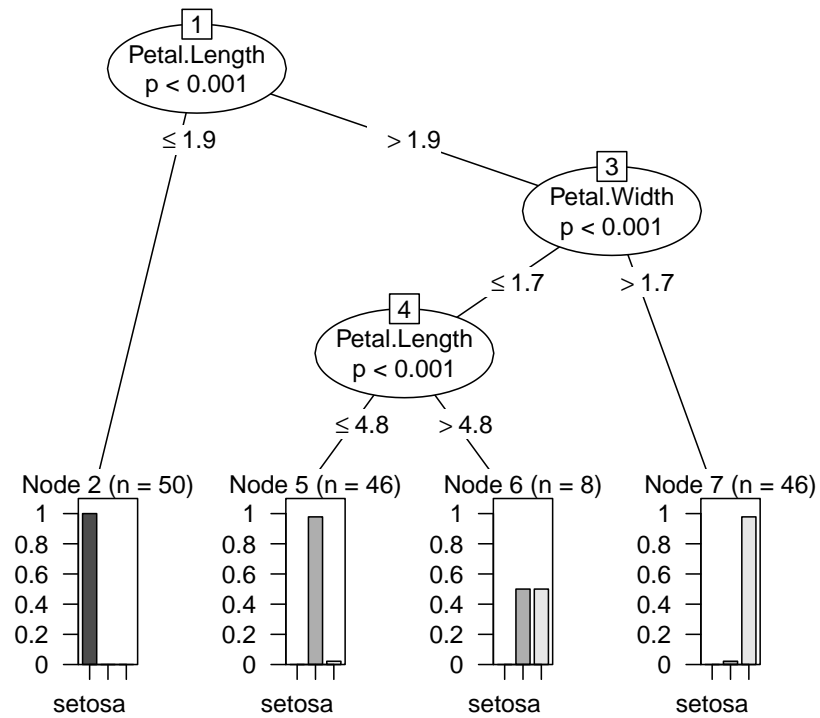 1
Petal.Length
p < 0.001
≤ 1.9
> 1.9
3
Petal.Width
p < 0.001
≤ 1.7
> 1.7
4
Petal.Length
p < 0.001
≤ 4.8
> 4.8
Node 2 (n = 50)
1
0.8
0.6
0.4
0.2
0
setosa
Node 5 (n = 46)
1
0.8
0.6
0.4
0.2
0
setosa
Node 6 (n = 8)
1
0.8
0.6
0.4
0.2
0
setosa
Node 7 (n = 46)
1
0.8
0.6
0.4
0.2
0
setosa